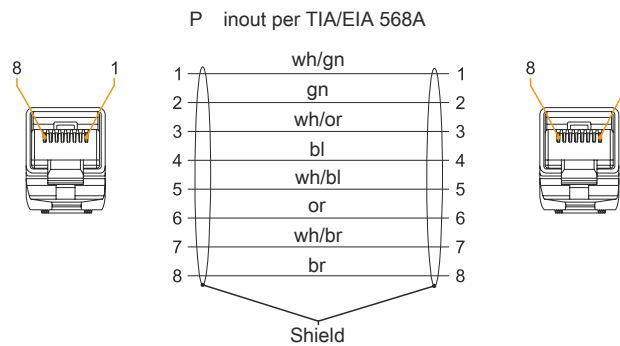 P inout per TIA/EIA 568A
8 1
8
1 wh/gn 1
2 gn 2
3 wh/or 3
4 bl 4
5 wh/bl 5
6 or 6
7 wh/br 7
8 br 8
Shield